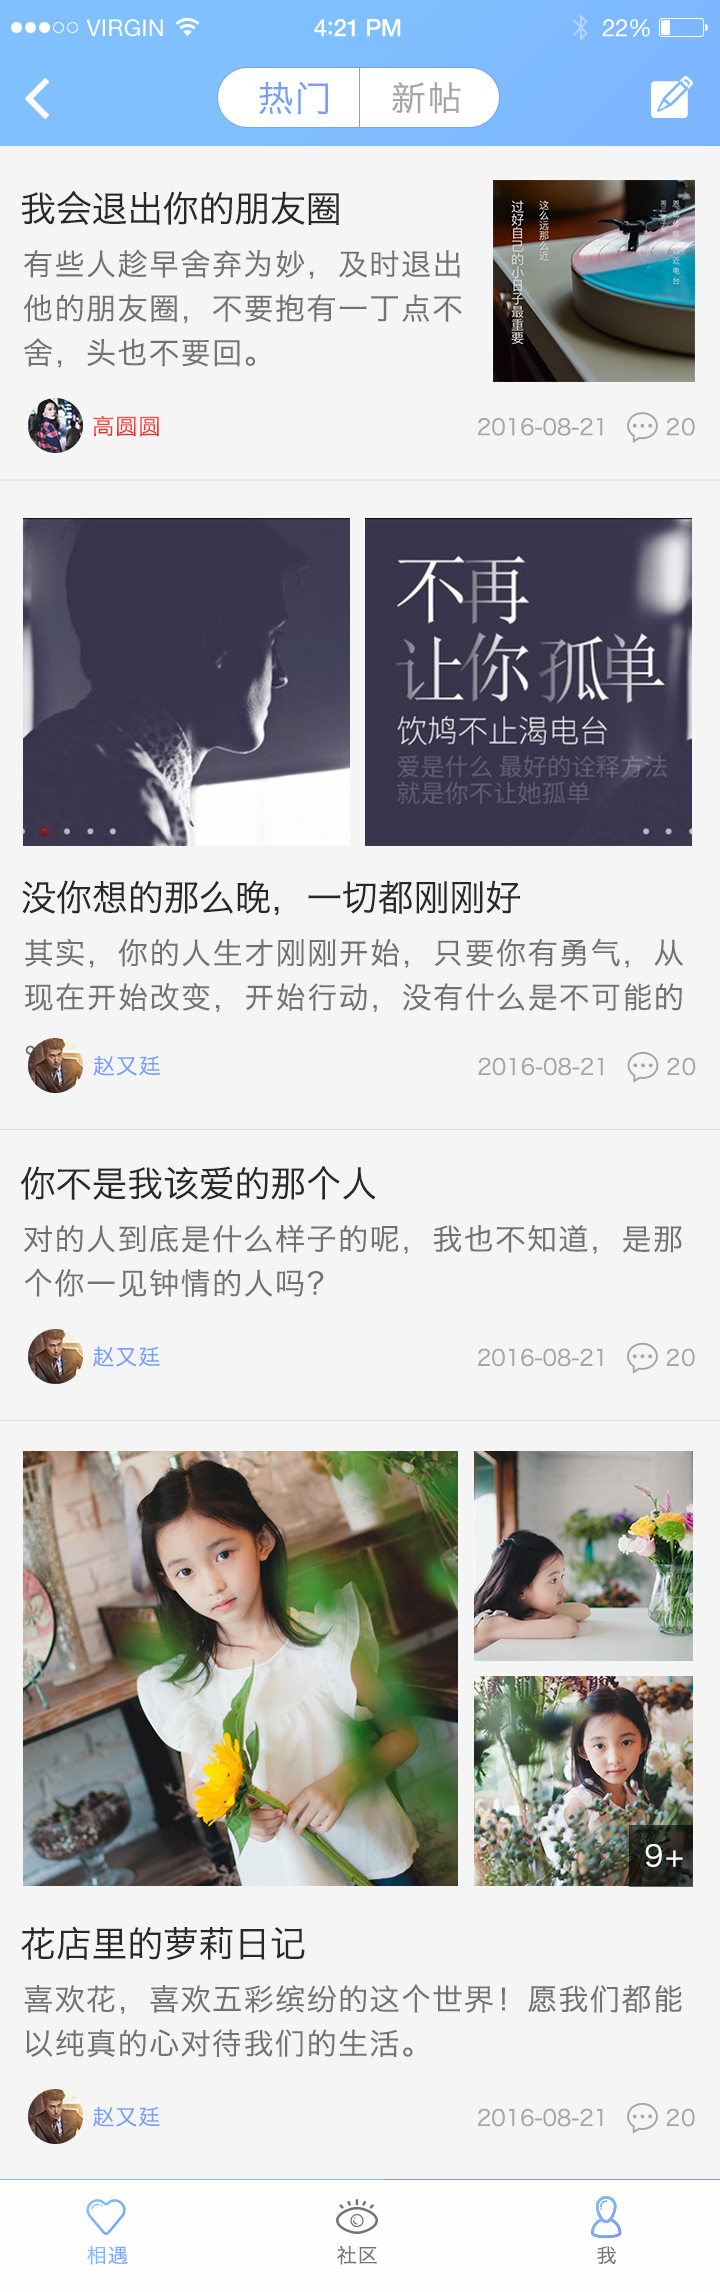 VIRGIN
4:21 PM
22%
热门
新帖
我会退出你的朋友圈
有些人趁早舍弃为妙，及时退出
他的朋友圈，不要抱有一丁点不
舍，头也不要回。
这么远那么近
过好自己的小日子最重要
高圆圆
2016-08-21
20
不再
让你 孤单
饮鸩不止渴电台
爱是什么 最好的诠释方法
就是你不让她孤单
没你想的那么晚，一切都刚刚好
其实，你的人生才刚刚开始，只要你有勇气，从
现在开始改变，开始行动，没有什么是不可能的
赵又廷
2016-08-21
20
你不是我该爱的那个人
对的人到底是什么样子的呢，我也不知道，是那
个你一见钟情的人吗？
赵又廷
2016-08-21
20
9+
花店里的萝莉日记
喜欢花，喜欢五彩缤纷的这个世界！愿我们都能
以纯真的心对待我们的生活。
赵又廷
2016-08-21
20
相遇
社区
我